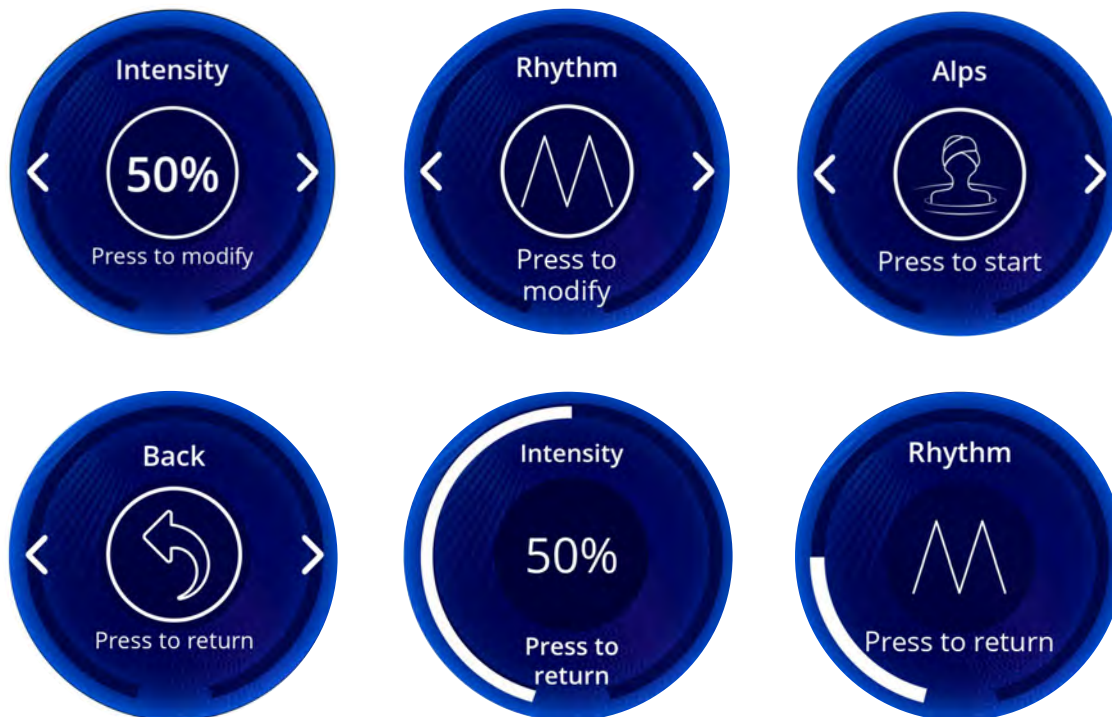 Intensity
50%
Press to modify
Rhythm
Press to
modify
Alps
Press to start
Back
Press to return
Intensity
50%
Press to
return
Rhythm
Press to return